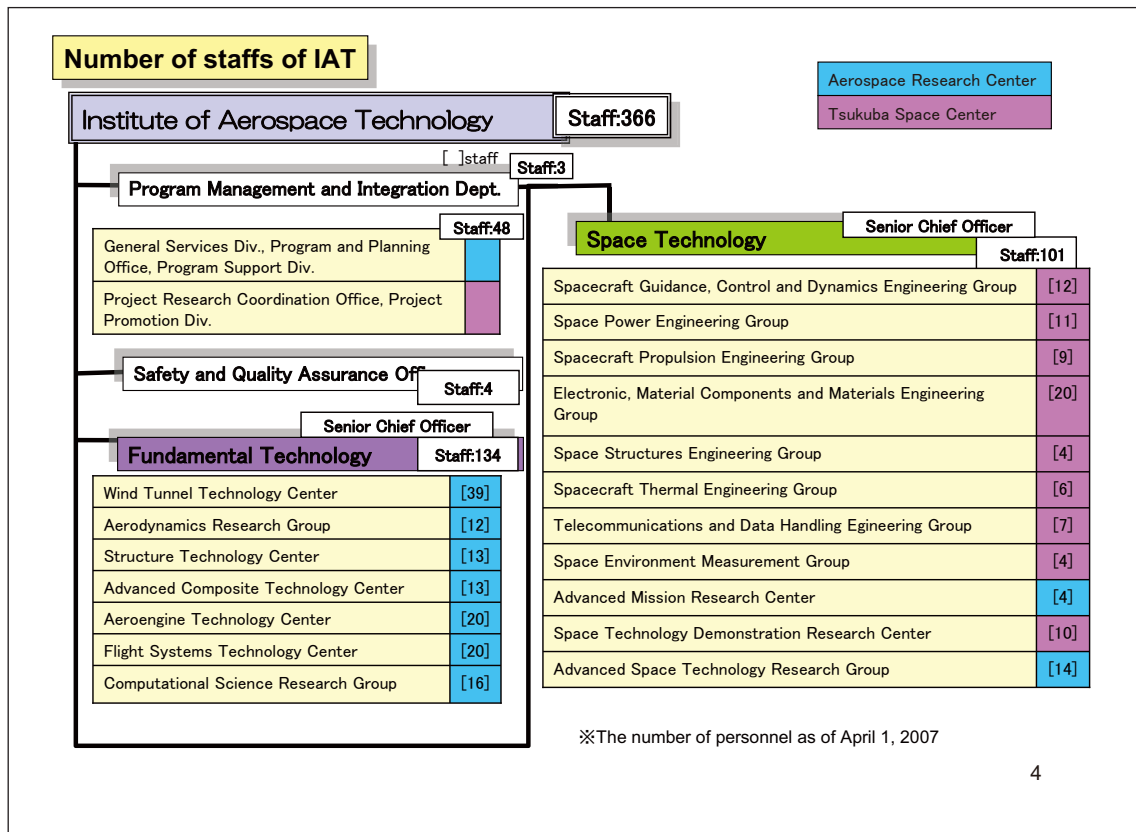 Number of staffs of IAT
Aerospace Research Center
Tsukuba Space Center
Institute of Aerospace Technology
Staff:366
[ ]staff
Staff:3
Program Management and Integration Dept.
Staff:48
General Services Div., Program and Planning
Office, Program Support Div.
Project Research Coordination Office, Project
Promotion Div.
Safety and Quality Assurance
Staff:4
Senior Chief Officer
Fundamental Technology
Staff:134
Wind Tunnel Technology Center [39]
Aerodynamics Research Group [12]
Structure Technology Center [13]
Advanced Composite Technology Center [13]
Aeroengine Technology Center [20]
Flight Systems Technology Center [20]
Computational Science Research Group [16]
Senior Chief Officer
Space Technology
Staff:101
Spacecraft Guidance, Control and Dynamics Engineering Group [12]
Space Power Engineering Group [11]
Spacecraft Propulsion Engineering Group [9]
Electronic, Material Components and Materials Engineering [20]
Group
Space Structures Engineering Group [4]
Spacecraft Thermal Engineering Group [6]
Telecommunications and Data Handling Egineering Group [7]
Space Environment Measurement Group [4]
Advanced Mission Research Center [4]
Space Technology Demonstration Research Center [10]
Advanced Space Technology Research Group [14]
※The number of personnel as of April 1, 2007
4